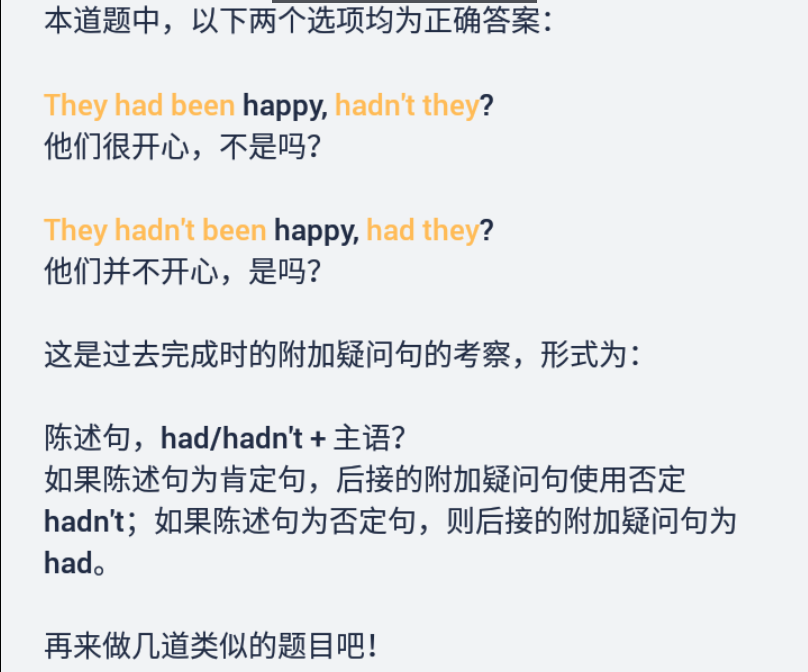 本道题中，以下两个选项均为正确答案：
They had been happy, hadn't they?
他们很开心，不是吗？
They hadn't been happy, had they?
他们并不开心，是吗？
这是过去完成时的附加疑问句的考察，形式为：
陈述句，had/hadn't + 主语？
如果陈述句为肯定句，后接的附加疑问句使用否定
hadn't；如果陈述句为否定句，则后接的附加疑问句为
had。
再来做几道类似的题目吧！